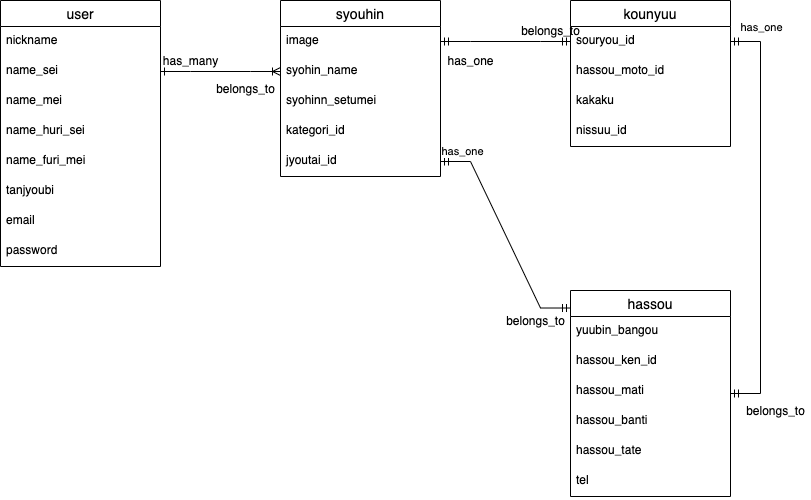 user
nickname
name_sei
name_mei
name_huri_sei
name_furi_mei
tanjyoubi
email
password
has_many
belongs_to
syouhin
image
syohin_name
syohinn_setumei
kategori_id
jyoutai_id
belongs_to
has_one
has_one
belongs_to
kounyuu
souryou_id
hassou_moto_id
kakaku
nissuu_id
has_one
belongs_to
hassou
yuubin_bangou
hassou_ken_id
hassou_mati
hassou_banti
hassou_tate
tel